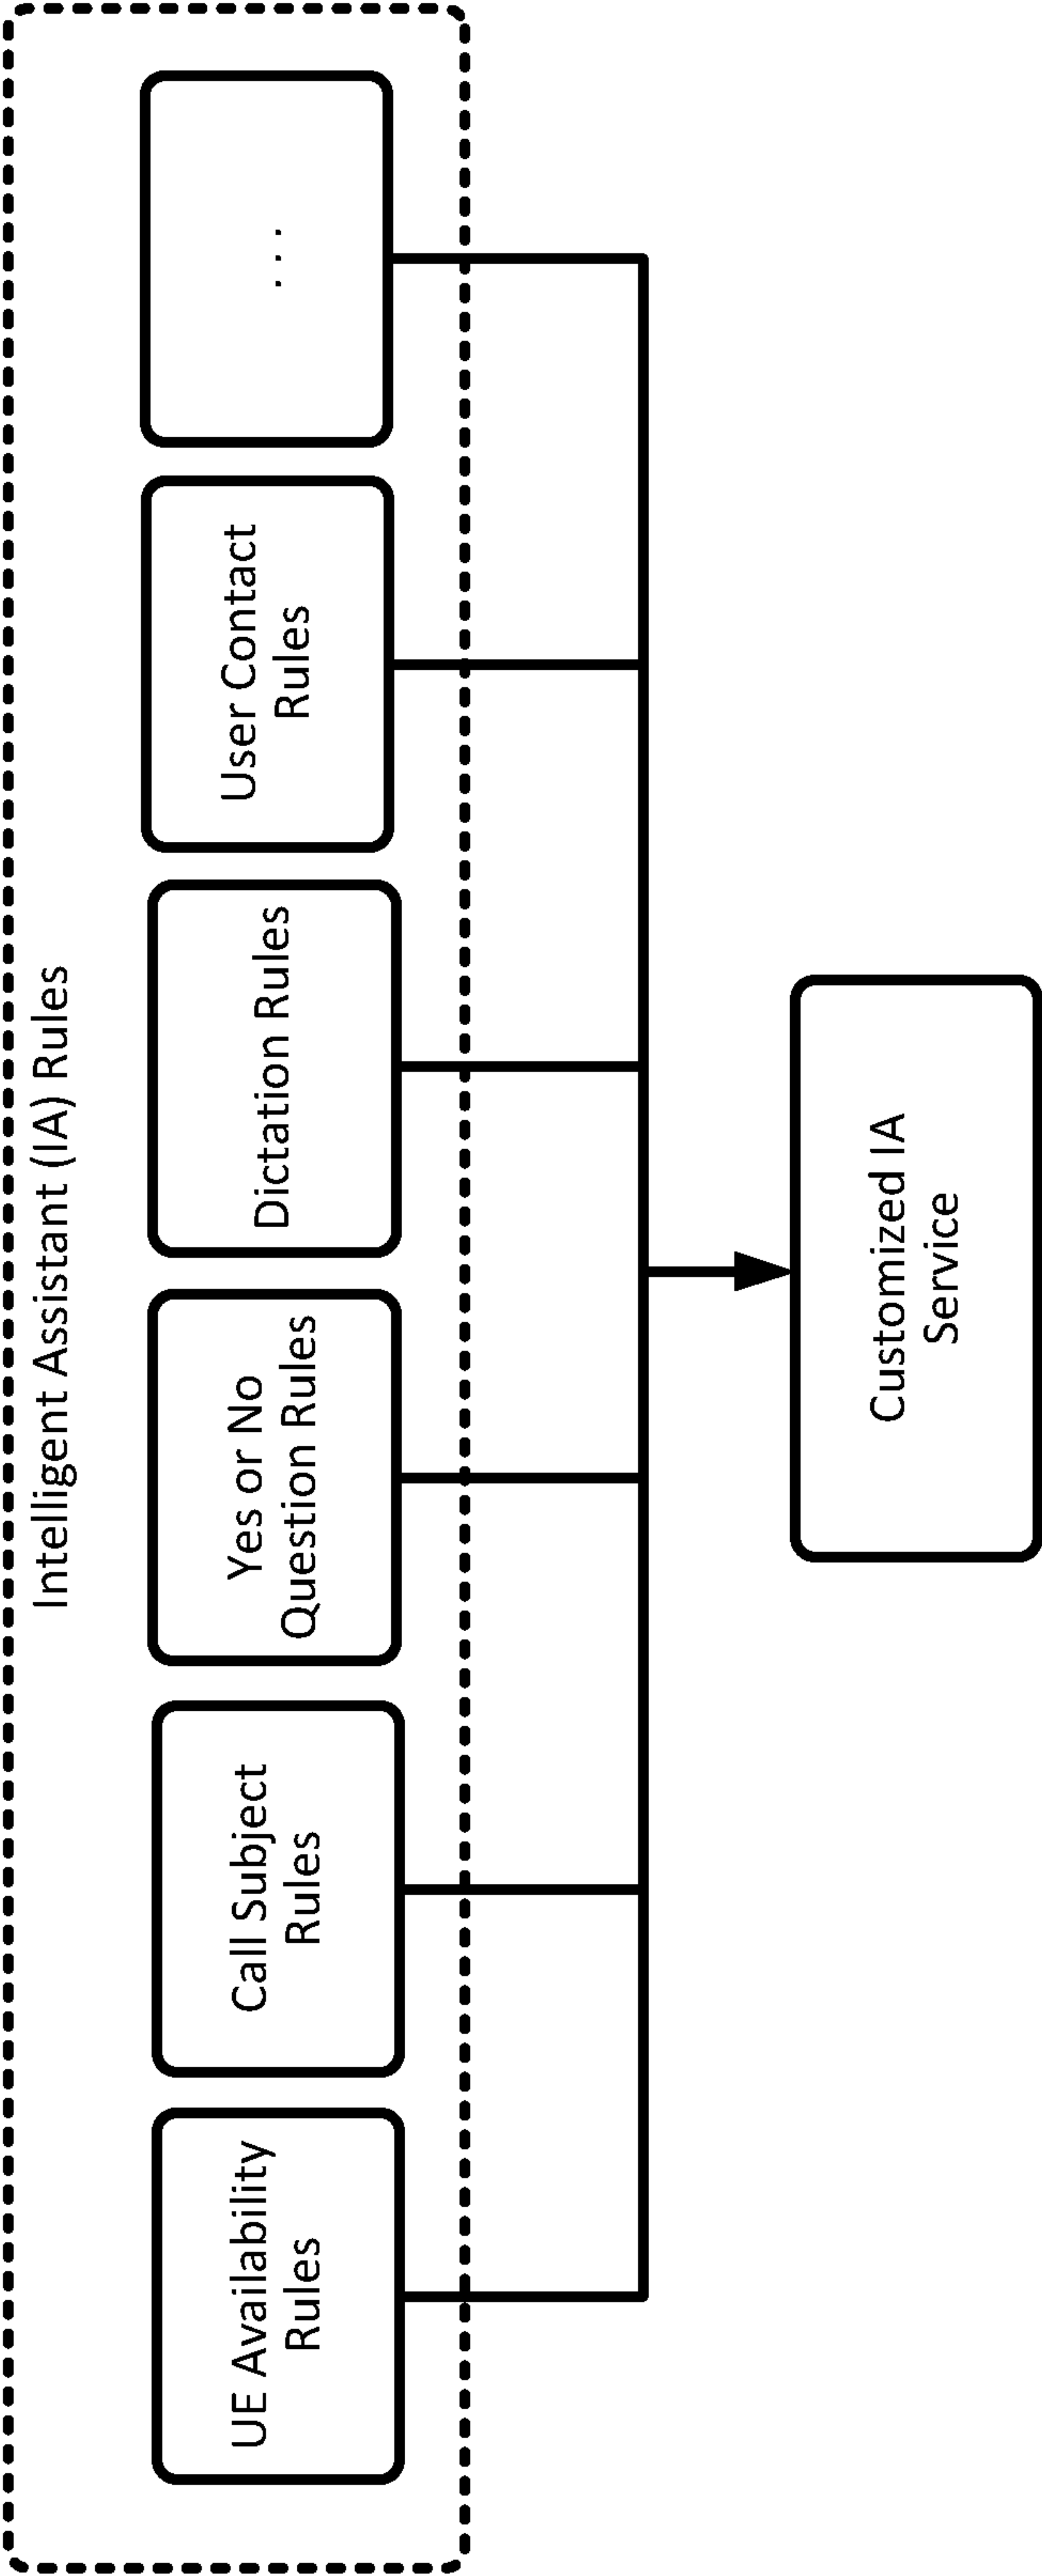 Intelligent Assistant (IA) Rules
UE Availability
Rules
Call Subject
Rules
Yes or No
Question Rules
Dictation Rules
User Contact
Rules
...
Customized IA
Service